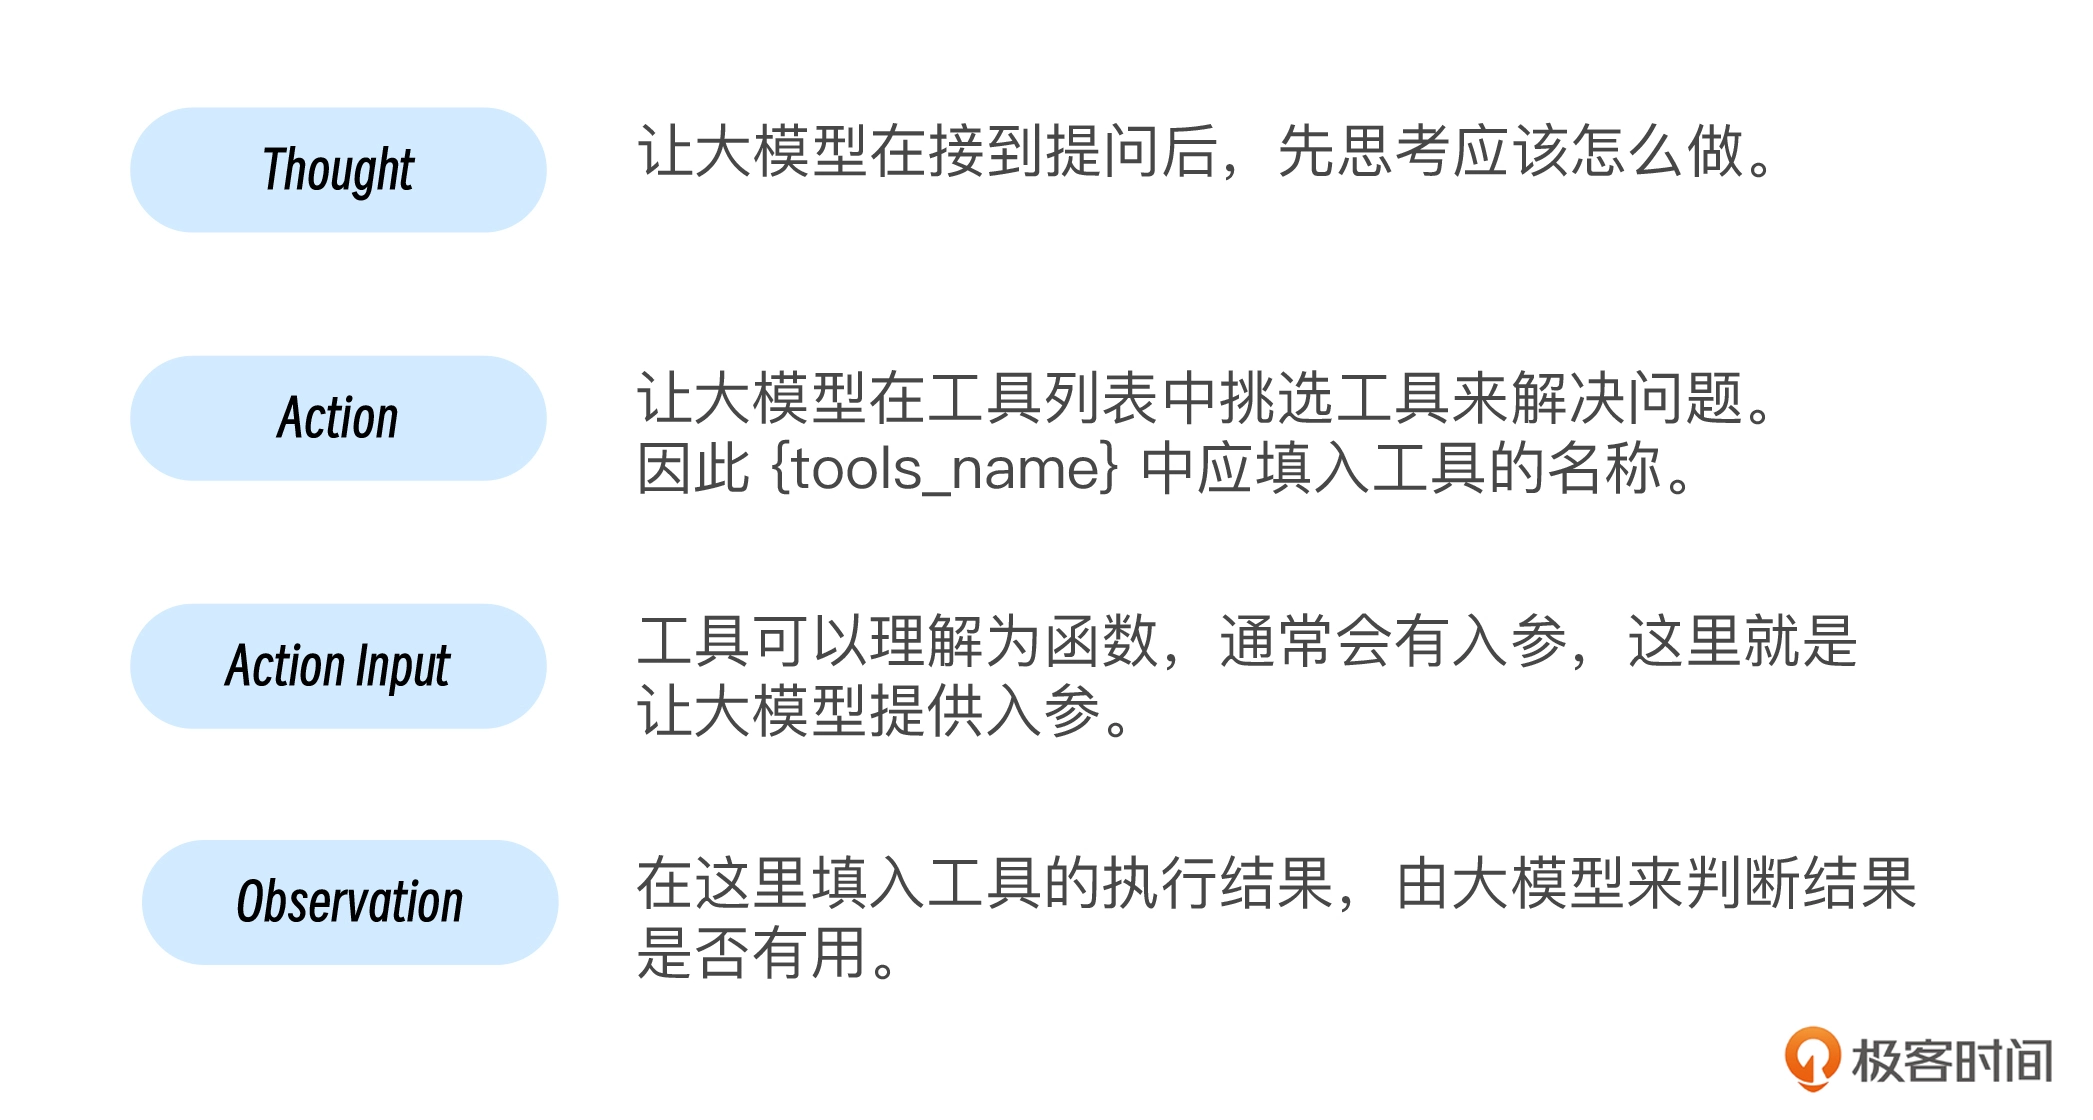 Thought
让大模型在接到提问后，先思考应该怎么做。
Action
让大模型在工具列表中挑选工具来解决问题。
因此 {tools_name} 中应填入工具的名称。
Action Input
工具可以理解为函数，通常会有入参，这里就是
让大模型提供入参。
Observation
在这里填入工具的执行结果，由大模型来判断结果
是否有用。
极客时间